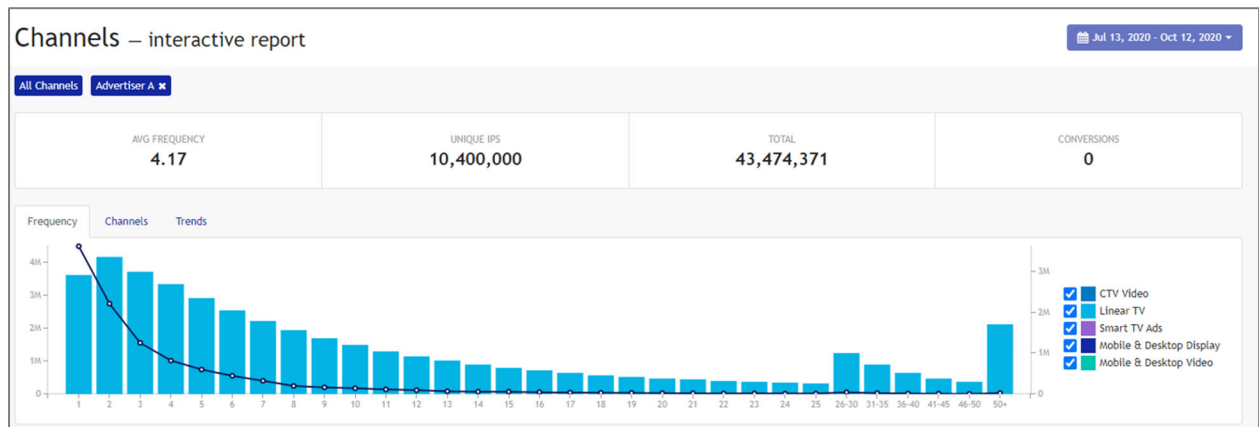 Channels – interactive report
Jul 13, 2020 - Oct 12, 2020
All Channels Advertiser A ✖
AVG FREQUENCY UNIQUE IPS TOTAL CONVERSIONS
4.17 10,400,000 43,474,371 0
Frequency Channels Trends
4M
3M
2M
1M
0
3M
2M
1M
0
CTV Video
Linear TV
Smart TV Ads
Mobile & Desktop Display
Mobile & Desktop Video
1 2 3 4 5 6 7 8 9 10 11 12 13 14 15 16 17 18 19 20 21 22 23 24 25 26-30 31-35 36-40 41-45 46-50 50+